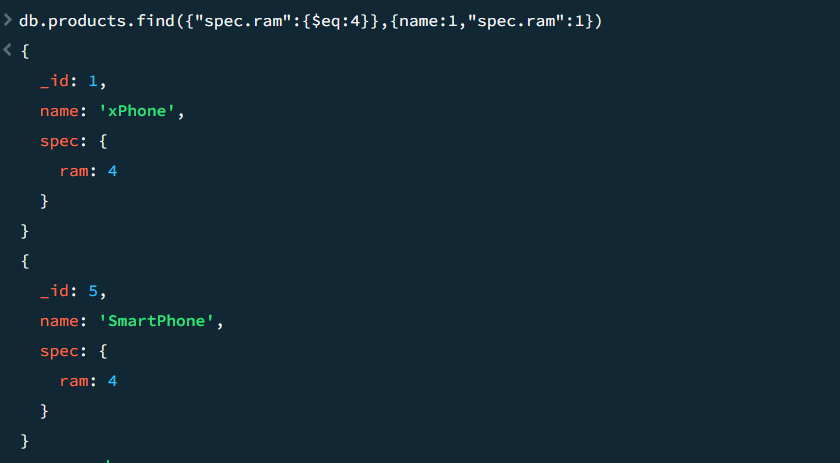 > db.products.find({"spec.ram":{$eq:4}},{name:1,"spec.ram":1})
< {
_id: 1,
name: 'xPhone',
spec: {
ram: 4
}
}
{
_id: 5,
name: 'SmartPhone',
spec: {
ram: 4
}
}